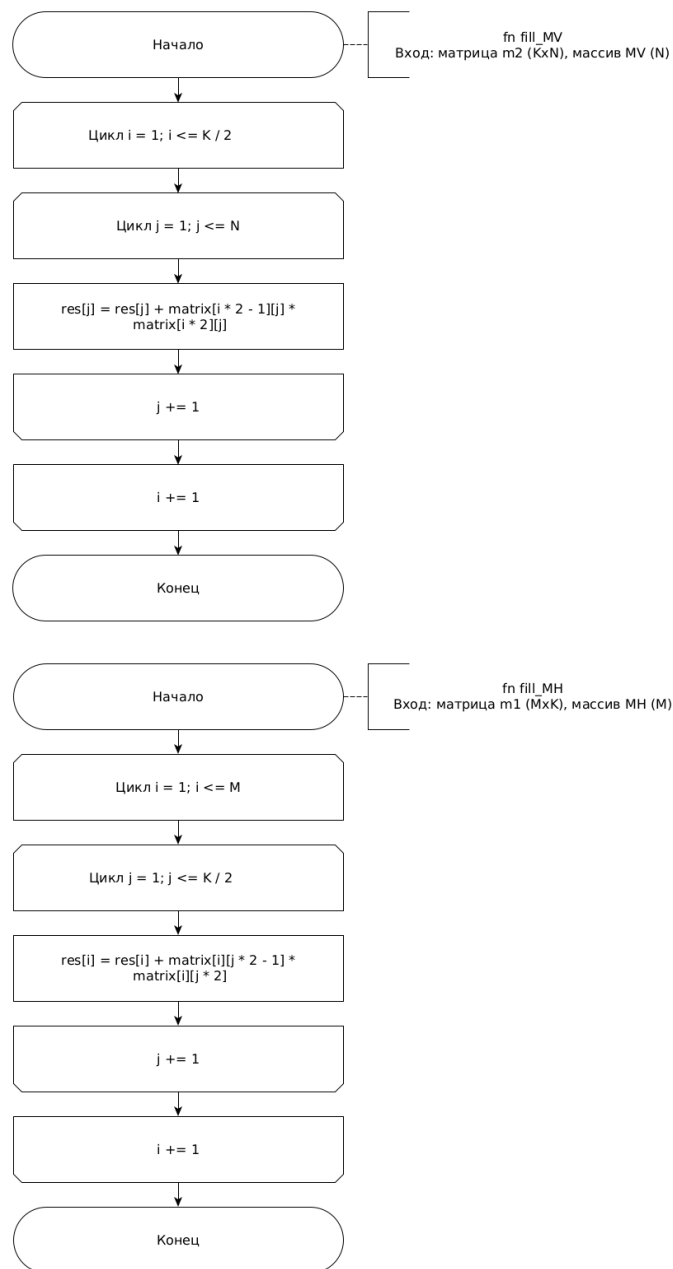 Начало
fn fill_MV
Вход: матрица m2 (KxN), массив MV (N)
Цикл i = 1; i <= K / 2
Цикл j = 1; j <= N
res[j] = res[j] + matrix[i * 2 - 1][j] *
matrix[i * 2][j]
j += 1
i += 1
Конец
Начало
fn fill_MH
Вход: матрица m1 (MxK), массив MH (M)
Цикл i = 1; i <= M
Цикл j = 1; j <= K / 2
res[i] = res[i] + matrix[i][j * 2 - 1] *
matrix[i][j * 2]
j += 1
i += 1
Конец